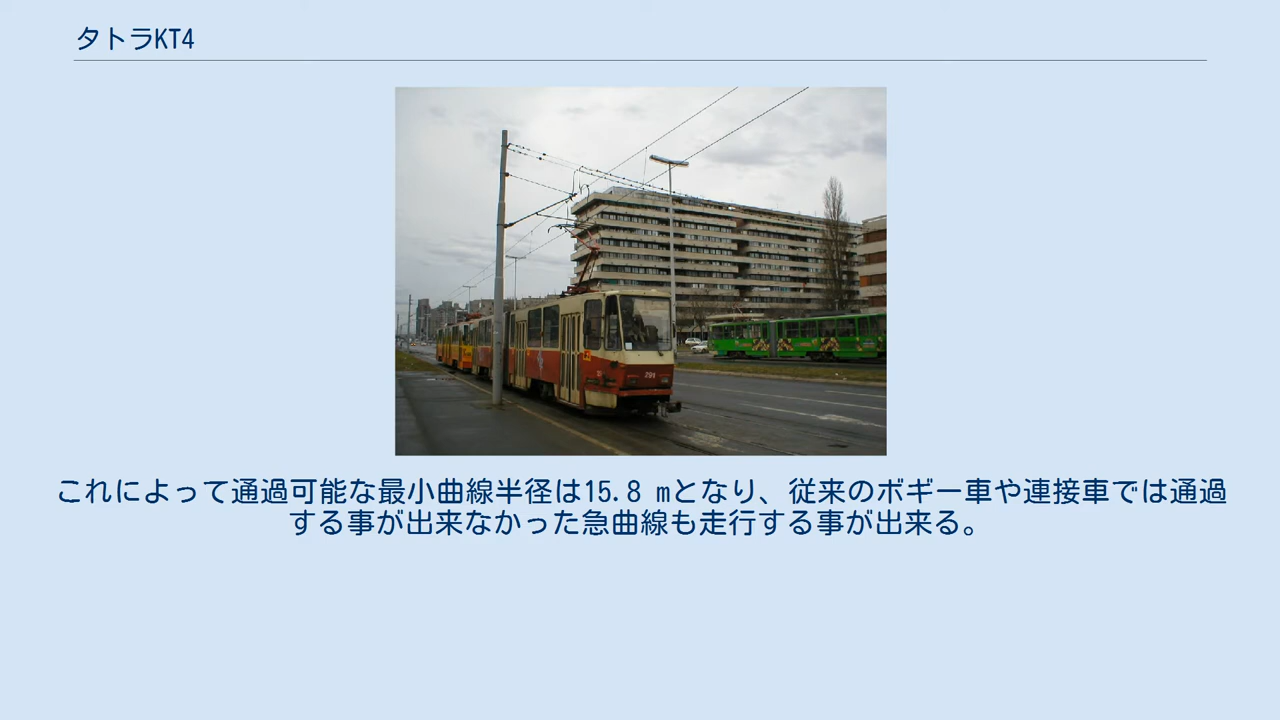 タトラKT4
291
これによって通過可能な最小曲線半径は15.8 mとなり、従来のボギー車や連接車では通過
する事が出来なかった急曲線も走行する事が出来る。